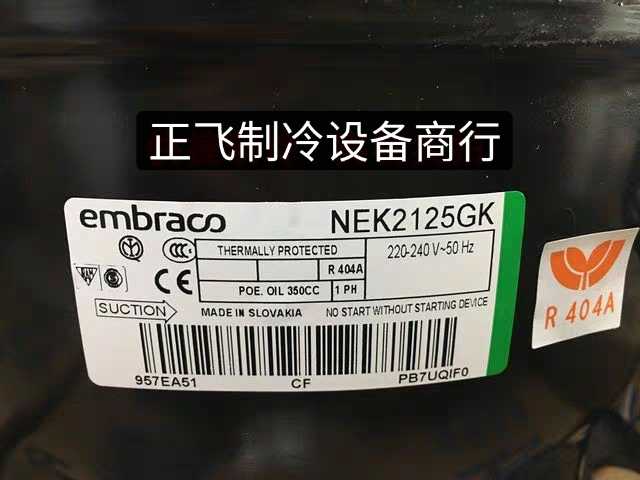 正飞制冷设备商行
embraco NEK2125GK
THERMALLY PROTECTED
220-240 V~50 Hz
R 404A
POE. OIL 350CC
1 PH
CE
SUCTION
MADE IN SLOVAKIA
NO START WITHOUT STARTING DEVICE
957EA51 CF PB7UQIF0
R 404A